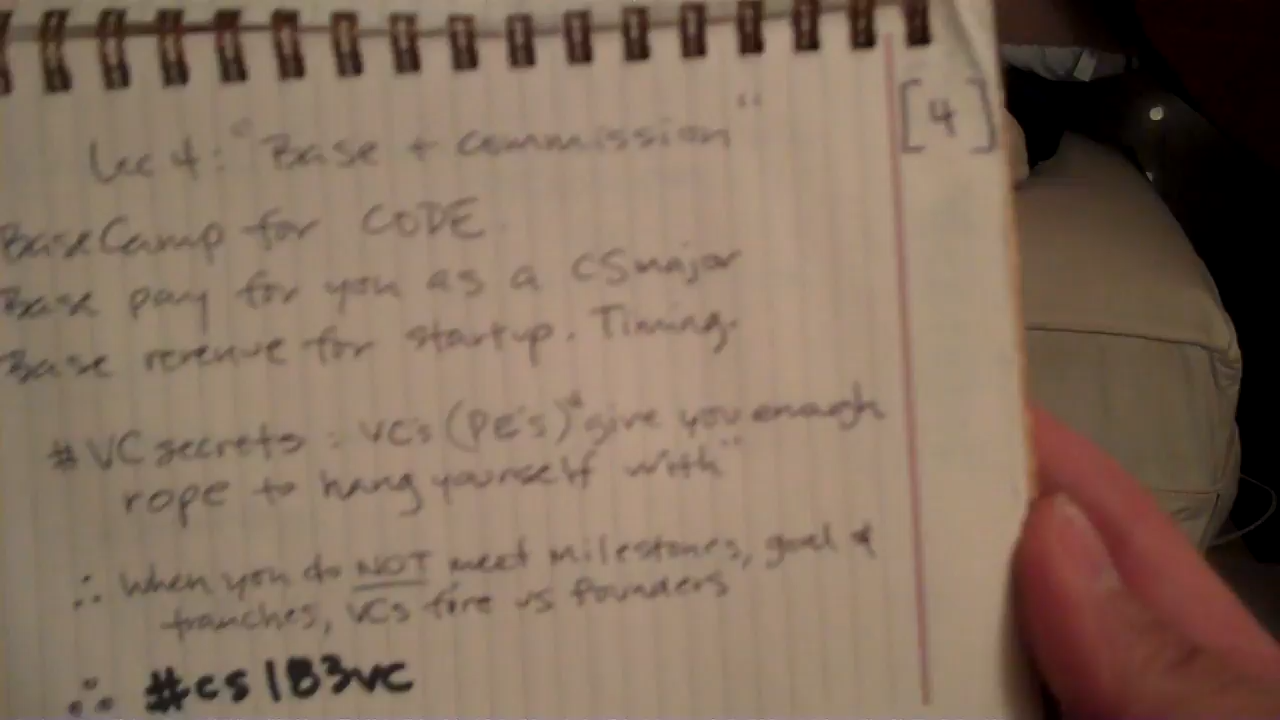 [4]
Lec 4: "Base + Commission"
BaseCamp for CODE.
Base pay for you as a CS major
Base revenue for startup. Timing.
#VCsecrets: VC's (PE's) "give you enough
rope to hang yourself with"
∴ When you do NOT meet milestones, goal &
tranches, VCs fire us founders
∴ #cs183vc